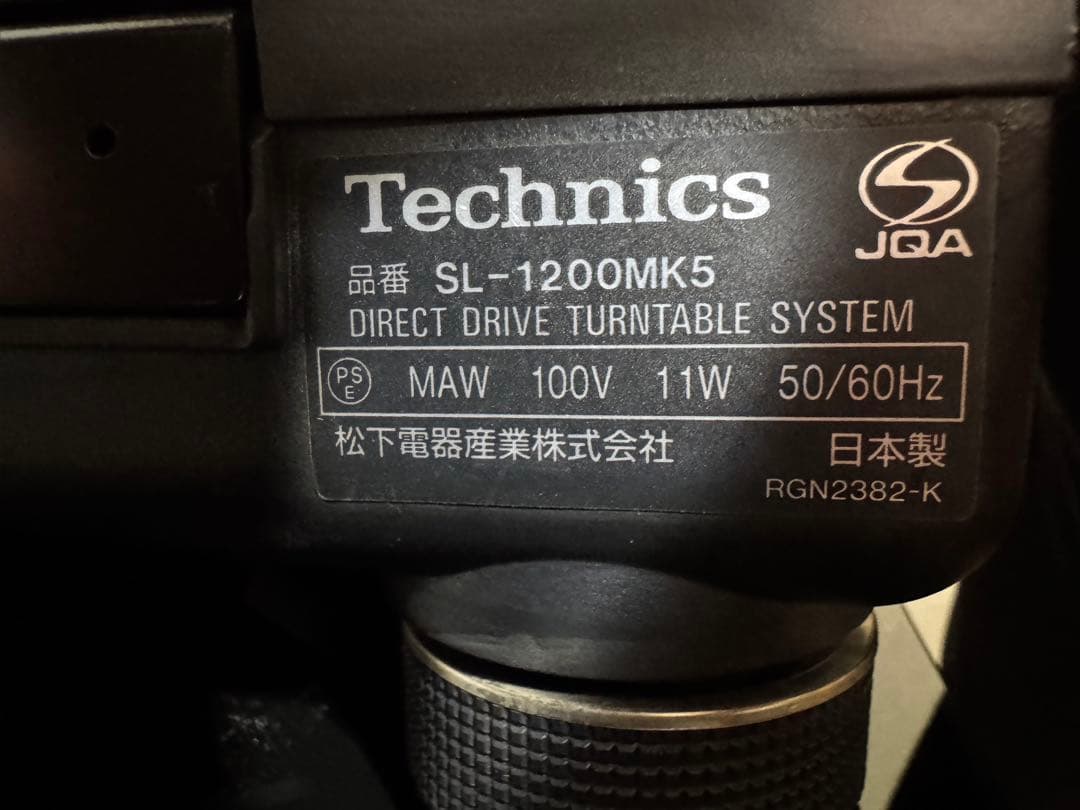 Technics
JQA
品番 SL-1200MK5
DIRECT DRIVE TURNTABLE SYSTEM
PSE MAW 100V 11W 50/60Hz
松下電器産業株式会社 日本製
RGN2382-K